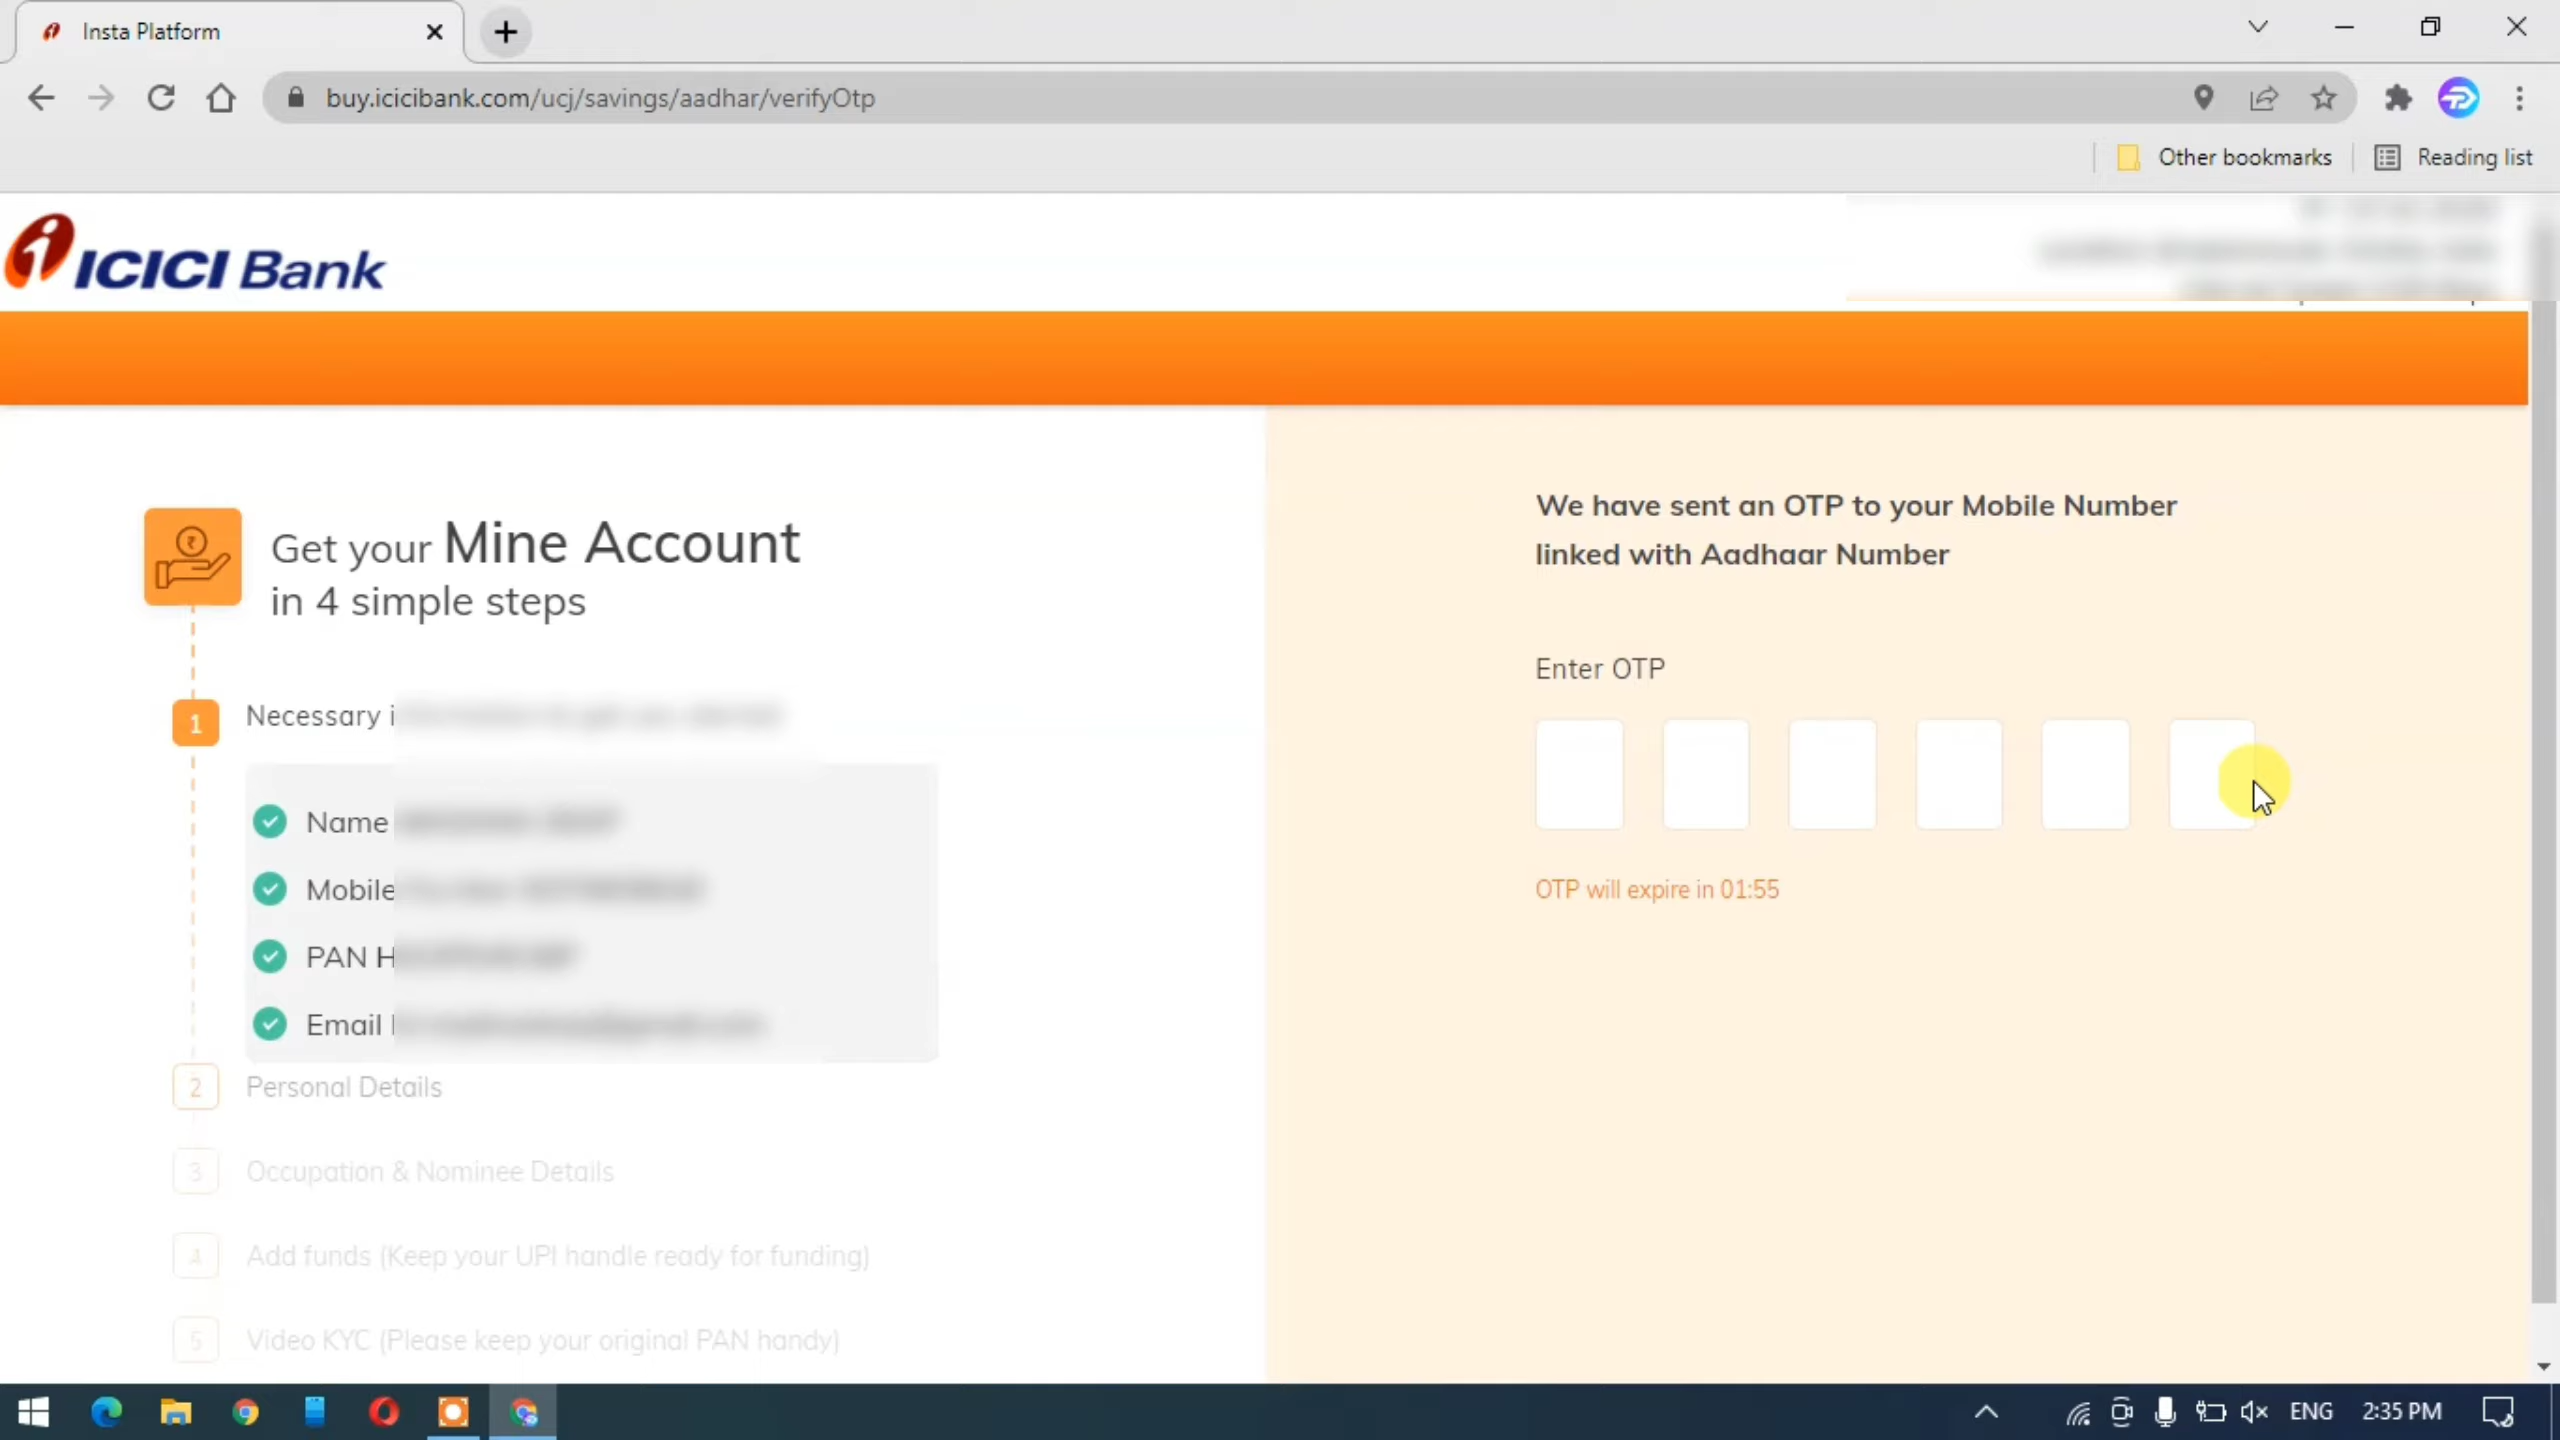 Insta Platform
buy.icicibank.com/ucj/savings/aadhar/verifyOtp
Other bookmarks
Reading list
ICICI Bank
Get your Mine Account
in 4 simple steps
1 Necessary
Name
Mobile
PAN
Email
2 Personal Details
3 Occupation & Nominee Details
4 Add funds (Keep your UPI handle ready for funding)
5 Video KYC (Please keep your original PAN handy)
We have sent an OTP to your Mobile Number
linked with Aadhaar Number
Enter OTP
OTP will expire in 01:55
ENG
2:35 PM